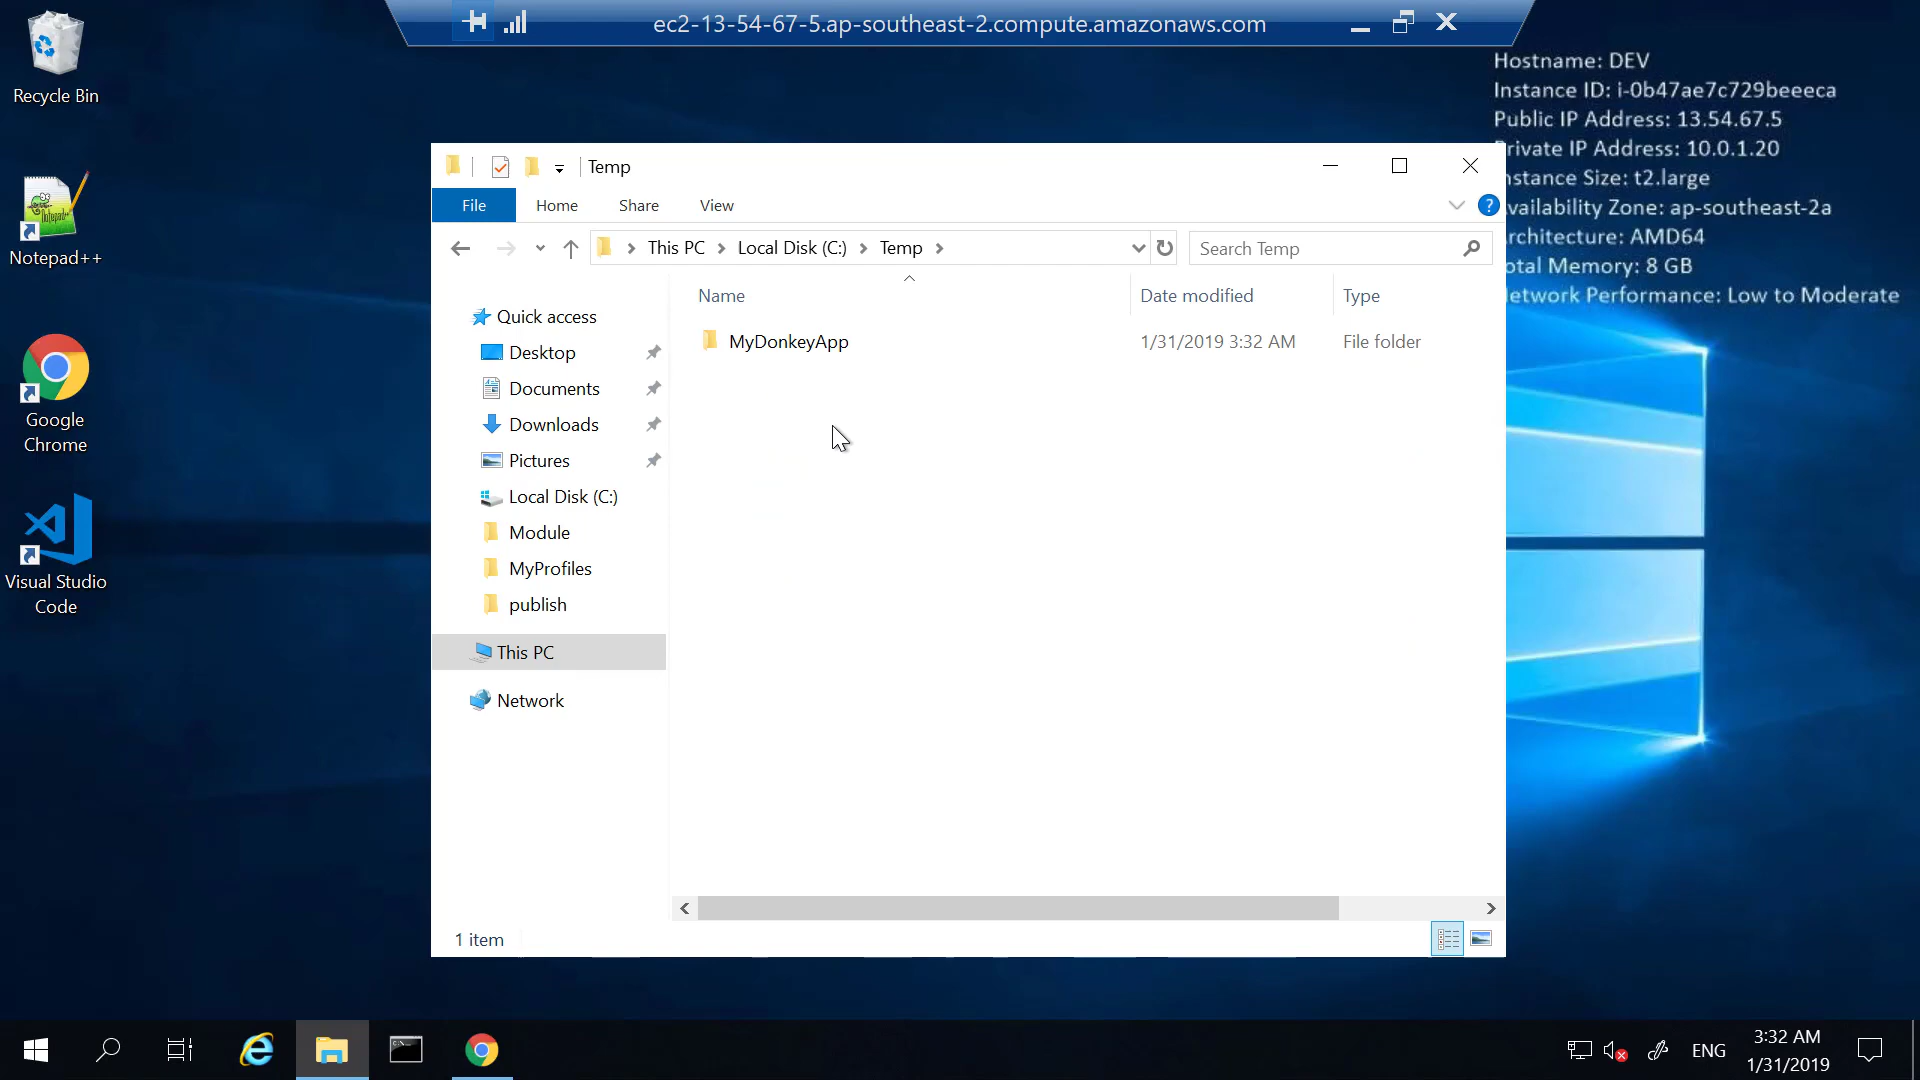 ec2-13-54-67-5.ap-southeast-2.compute.amazonaws.com
Recycle Bin
Notepad++
Google
Chrome
Visual Studio
Code
Hostname: DEV
Instance ID: i-0b47ae7c729beeeca
Public IP Address: 13.54.67.5
Private IP Address: 10.0.1.20
nstance Size: t2.large
vailability Zone: ap-southeast-2a
rchitecture: AMD64
otal Memory: 8 GB
etwork Performance: Low to Moderate
Temp
File Home Share View
This PC Local Disk (C:) Temp
Search Temp
Name Date modified Type
MyDonkeyApp 1/31/2019 3:32 AM File folder
Quick access
Desktop
Documents
Downloads
Pictures
Local Disk (C:)
Module
MyProfiles
publish
This PC
Network
1 item
ENG
3:32 AM
1/31/2019